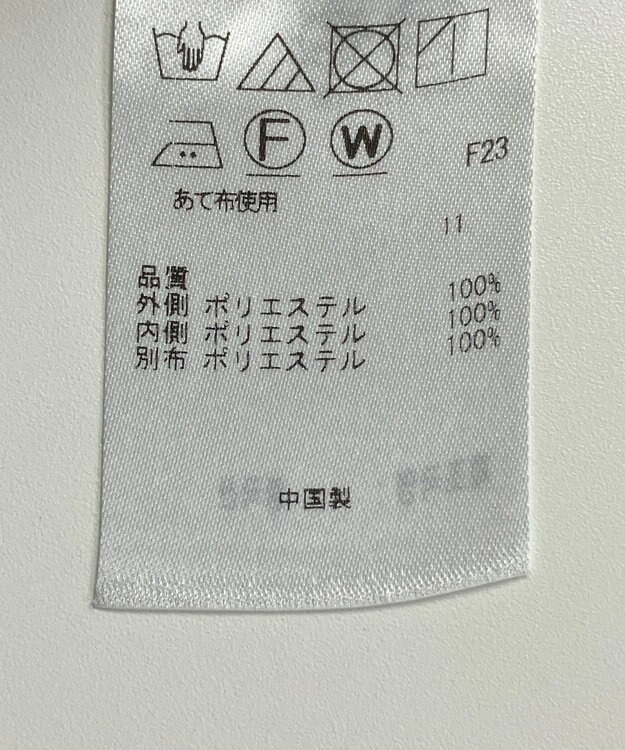 F W F23
あて布使用
11
品質
外側 ポリエステル 100%
内側 ポリエステル 100%
別布 ポリエステル 100%
中国製